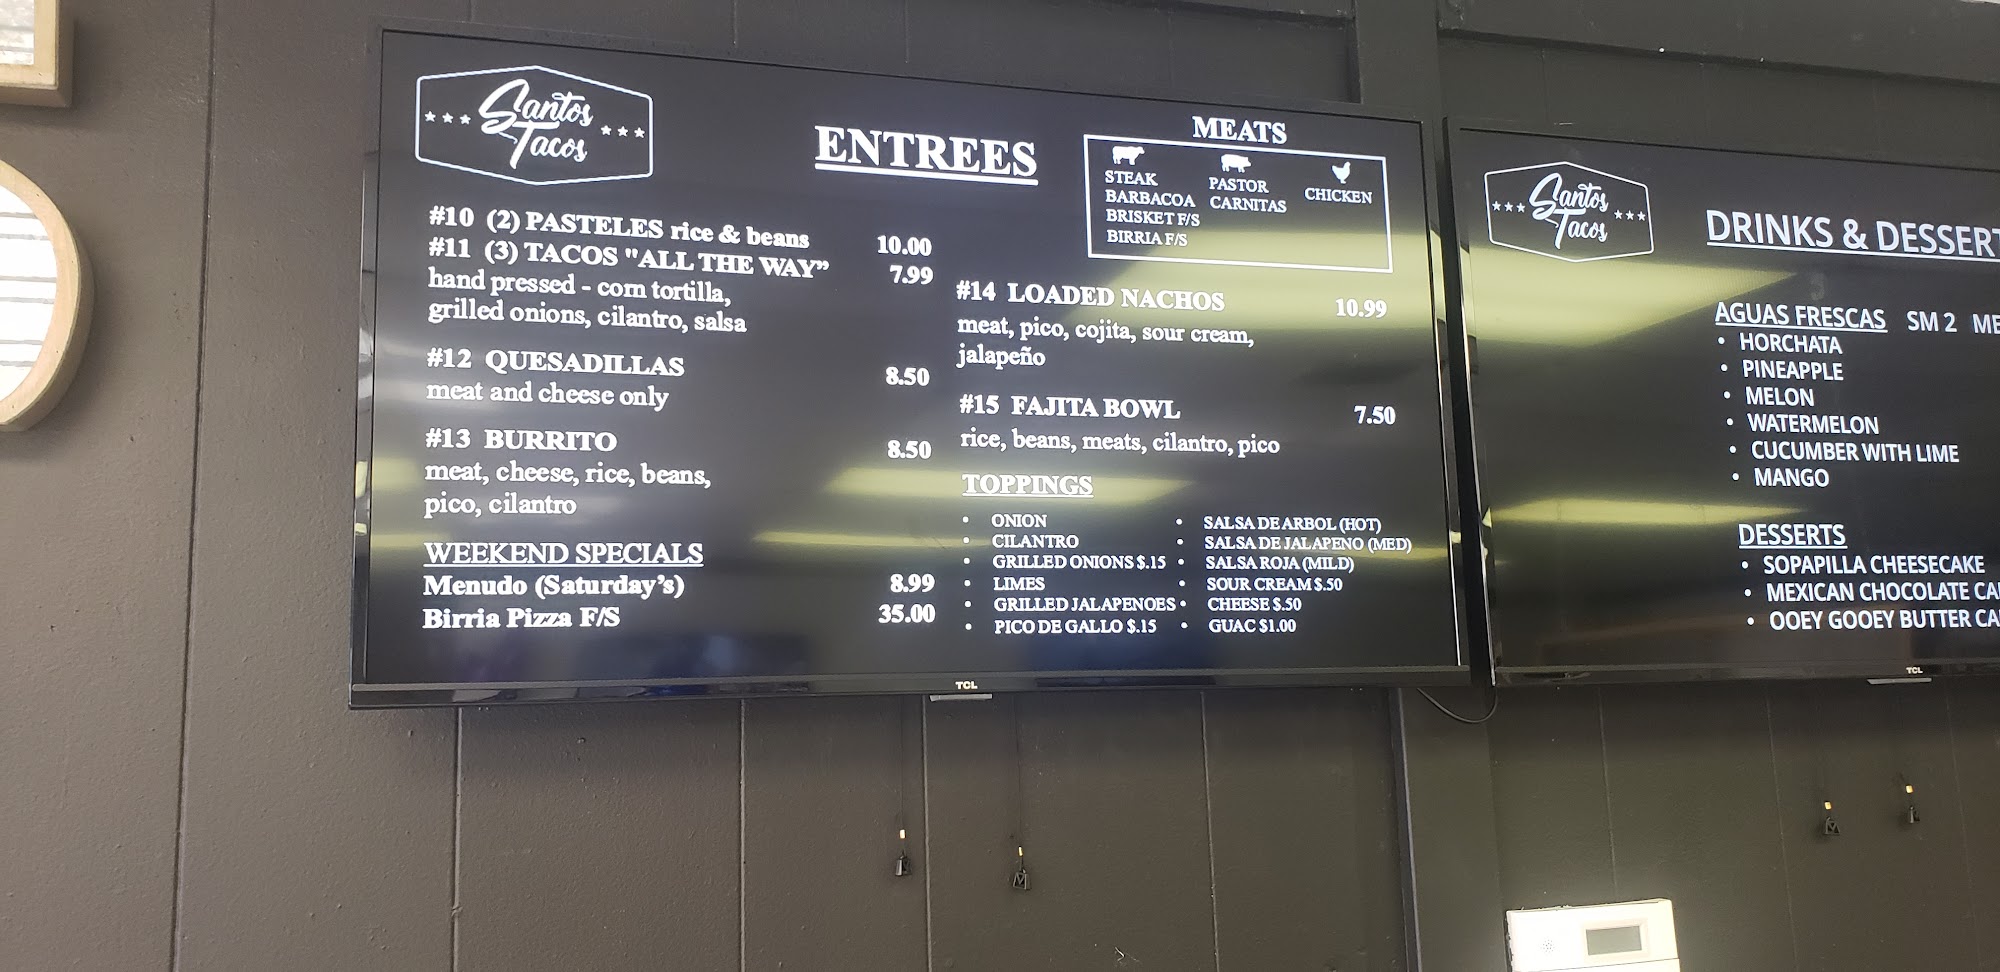 Santos
Tacos
ENTREES
MEATS
STEAK
BARBACOA
BRISKET F/S
BIRRIA F/S
PASTOR
CARNITAS
CHICKEN
#10 (2) PASTELES rice & beans 10.00
#11 (3) TACOS "ALL THE WAY” 7.99
hand pressed - corn tortilla,
grilled onions, cilantro, salsa
#12 QUESADILLAS 8.50
meat and cheese only
#13 BURRITO 8.50
meat, cheese, rice, beans,
pico, cilantro
WEEKEND SPECIALS
Menudo (Saturday’s) 8.99
Birria Pizza F/S 35.00
#14 LOADED NACHOS 10.99
meat, pico, cojita, sour cream,
jalapeño
#15 FAJITA BOWL 7.50
rice, beans, meats, cilantro, pico
TOPPINGS
• ONION
• CILANTRO
• GRILLED ONIONS $.15
• LIMES
• GRILLED JALAPENOES
• PICO DE GALLO $.15
• SALSA DE ARBOL (HOT)
• SALSA DE JALAPENO (MED)
• SALSA ROJA (MILD)
• SOUR CREAM $.50
• CHEESE $.50
• GUAC $1.00
TCL
Santos
Tacos
DRINKS & DESSERT
AGUAS FRESCAS SM 2 ME
• HORCHATA
• PINEAPPLE
• MELON
• WATERMELON
• CUCUMBER WITH LIME
• MANGO
DESSERTS
• SOPAPILLA CHEESECAKE
• MEXICAN CHOCOLATE CA
• OOEY GOOEY BUTTER CA
TCL